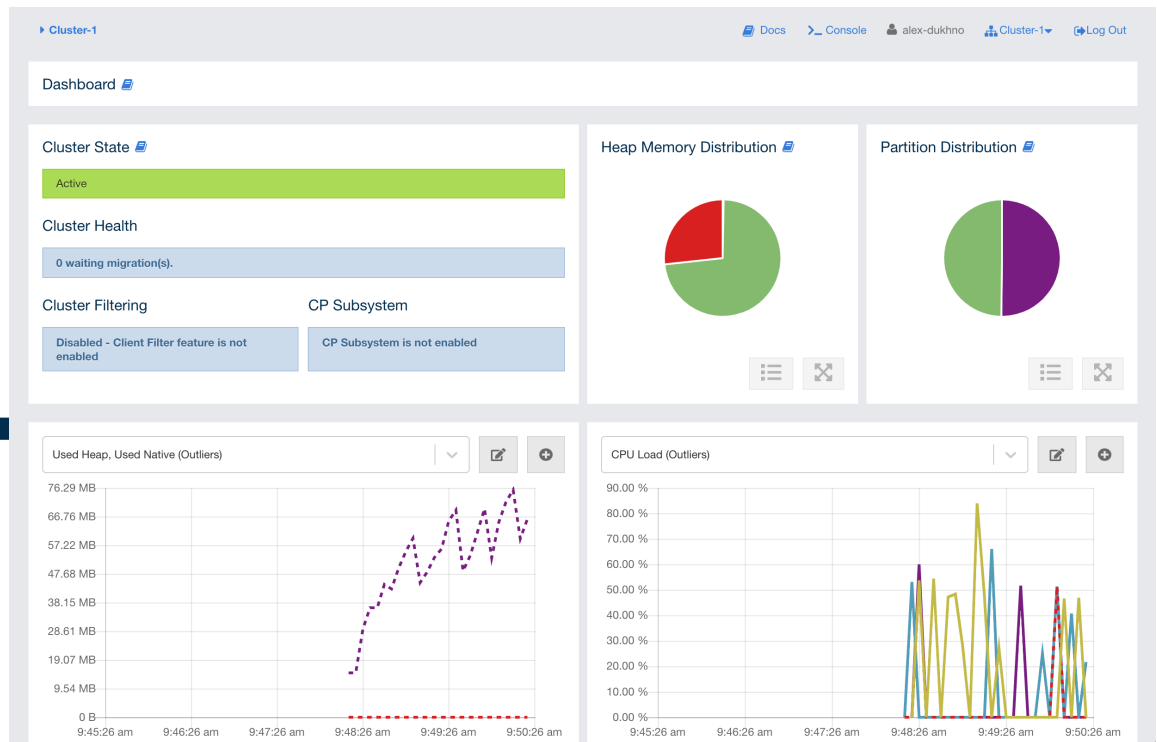 Cluster-1
Docs
Console
alex-dukhno
Cluster-1
Log Out
Dashboard
Cluster State
Active
Cluster Health
0 waiting migration(s).
Cluster Filtering
Disabled - Client Filter feature is not
enabled
CP Subsystem
CP Subsystem is not enabled
Heap Memory Distribution
Partition Distribution
Used Heap, Used Native (Outliers)
76.29 MB
66.76 MB
57.22 MB
47.68 MB
38.15 MB
28.61 MB
19.07 MB
9.54 MB
0 B
9:45:26 am
9:46:26 am
9:47:26 am
9:48:26 am
9:49:26 am
9:50:26 am
CPU Load (Outliers)
90.00 %
80.00 %
70.00 %
60.00 %
50.00 %
40.00 %
30.00 %
20.00 %
10.00 %
0.00 %
9:45:26 am
9:46:26 am
9:47:26 am
9:48:26 am
9:49:26 am
9:50:26 am